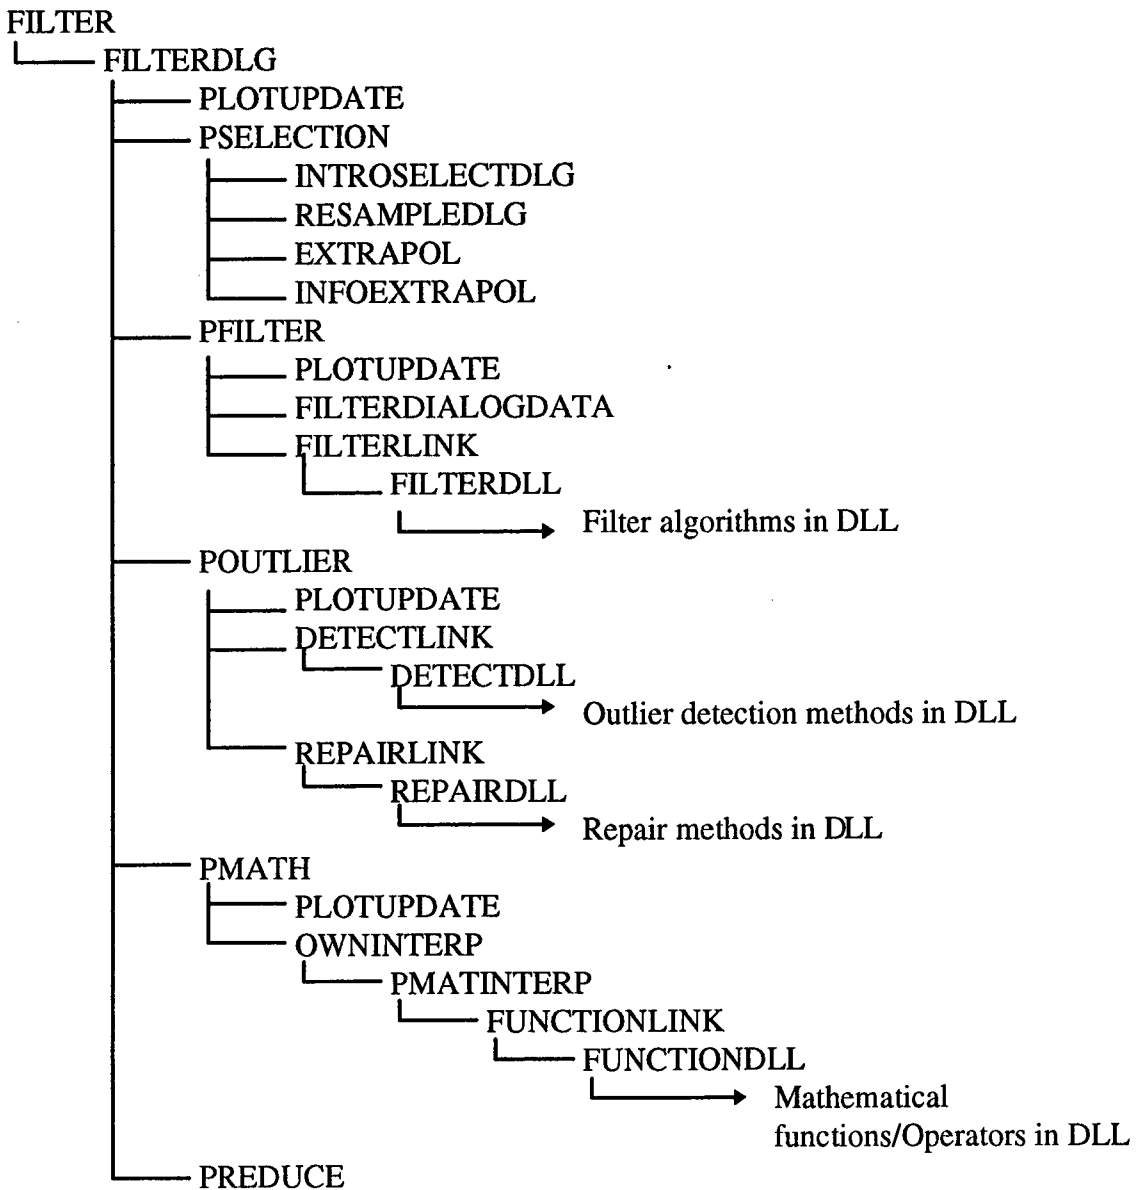 FILTER
FILTERDLG
PLOTUPDATE
PSELECTION
INTROSELECTDLG
RESAMPLEDLG
EXTRAPOL
INFOEXTRAPOL
PFILTER
PLOTUPDATE
FILTERDIALOGDATA
FILTERLINK
FILTERDLL
Filter algorithms in DLL
POUTLIER
PLOTUPDATE
DETECTLINK
DETECTDLL
Outlier detection methods in DLL
REPAIRLINK
REPAIRDLL
Repair methods in DLL
PMATH
PLOTUPDATE
OWNINTERP
PMATINTERP
FUNCTIONLINK
FUNCTIONDLL
Mathematical
functions/Operators in DLL
PREDUCE